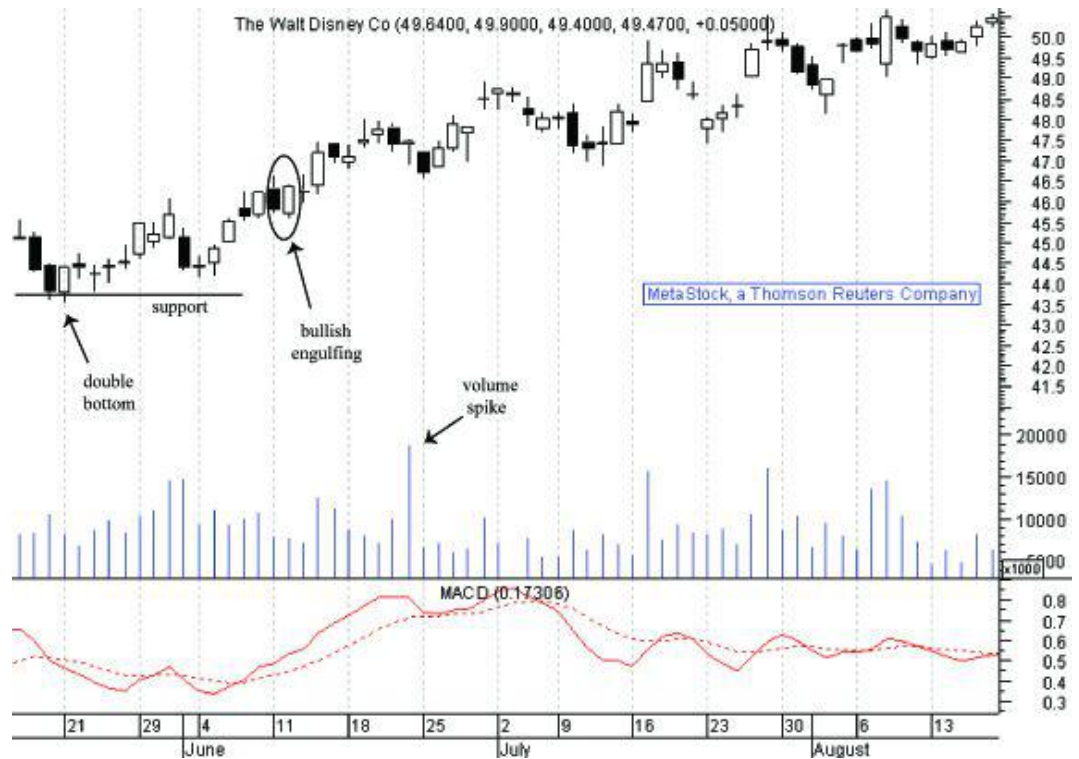 The Walt Disney Co (49.6400, 49.9000, 49.4000, 49.4700, +0.05000)
50.0
49.5
49.0
48.5
48.0
47.5
47.0
46.5
46.0
45.5
45.0
44.5
44.0
43.5
43.0
42.5
42.0
41.5
support
bullish
engulfing
MetaStock, a Thomson Reuters Company
double
bottom
volume
spike
20000
15000
10000
5000
x1000
MACD (0.17306)
0.8
0.7
0.6
0.5
0.4
0.3
21 29 4 11 18 25 2 9 16 23 30 6 13
June July August